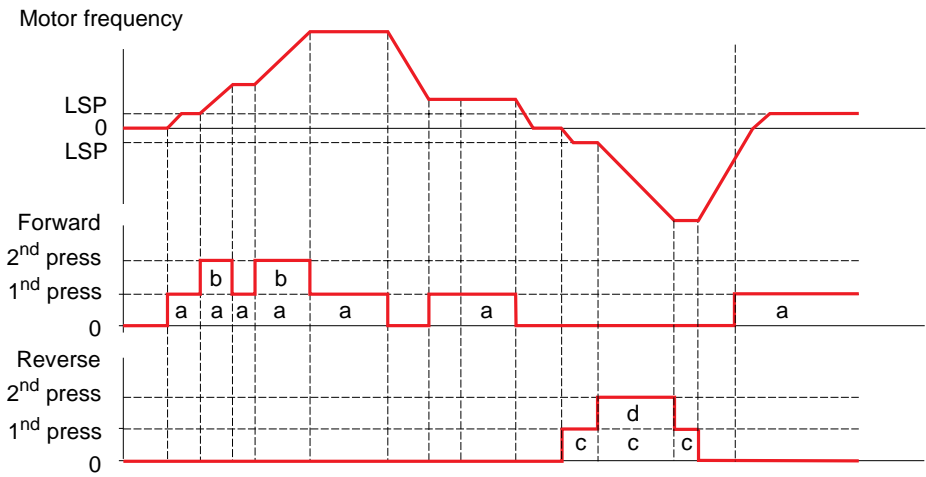 Motor frequency
LSP
0
LSP
Forward
2nd press
b b
1nd press
a a a a a a a
0
Reverse
2nd press
d
1nd press
c c c
0